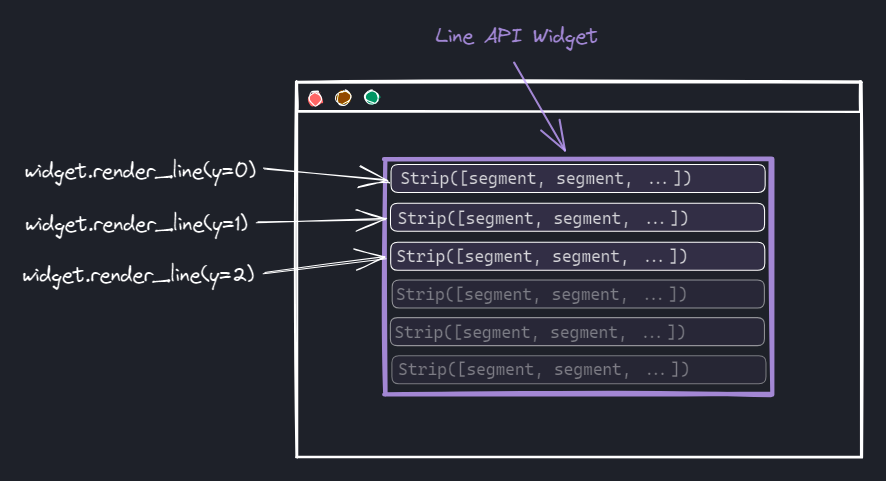 Line API Widget
widget.render_line(y=0)
Strip([segment, segment, ...])
widget.render_line(y=1)
Strip([segment, segment, ...])
widget.render_line(y=2)
Strip([segment, segment, ...])
Strip([segment, segment, ...])
Strip([segment, segment, ...])
Strip([segment, segment, ...])